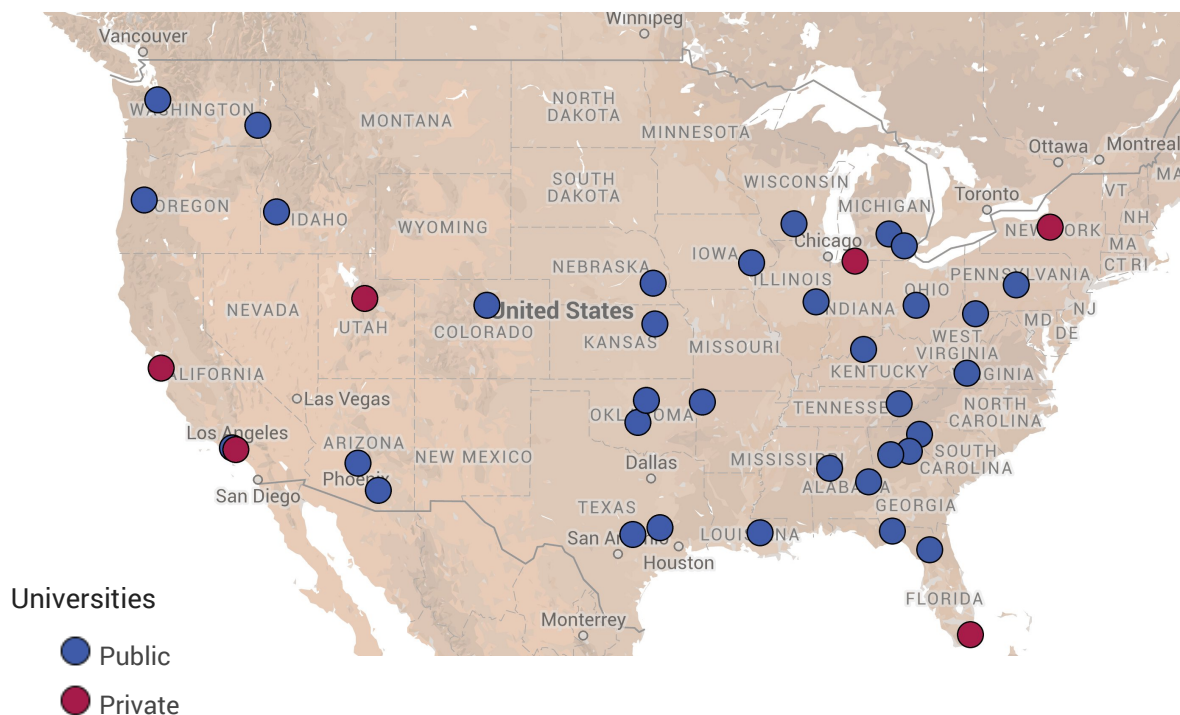 Winnipeg
Vancouver
WASHINGTON
MONTANA
NORTH
DAKOTA
MINNESOTA
Ottawa
Montreal
MA
VT
NH
Toronto
WISCONSIN
MICHIGAN
SOUTH
DAKOTA
OREGON
IDAHO
WYOMING
NEW YORK
MA
CT RI
Chicago
IOWA
NEBRASKA
ILLINOIS
OHIO
PENNSYLVANIA
NEVADA
UTAH
COLORADO
United States
INDIANA
NJ
MD
DE
WEST
VIRGINIA
KANSAS
MISSOURI
KENTUCKY
VIRGINIA
CALIFORNIA
Las Vegas
OKLAHOMA
TENNESSEE
NORTH
CAROLINA
Los Angeles
ARIZONA
NEW MEXICO
MISSISSIPPI
SOUTH
CAROLINA
Dallas
Phoenix
San Diego
ALABAMA
GEORGIA
TEXAS
San Antonio
LOUISIANA
Houston
FLORIDA
Monterrey
Universities
Public
Private